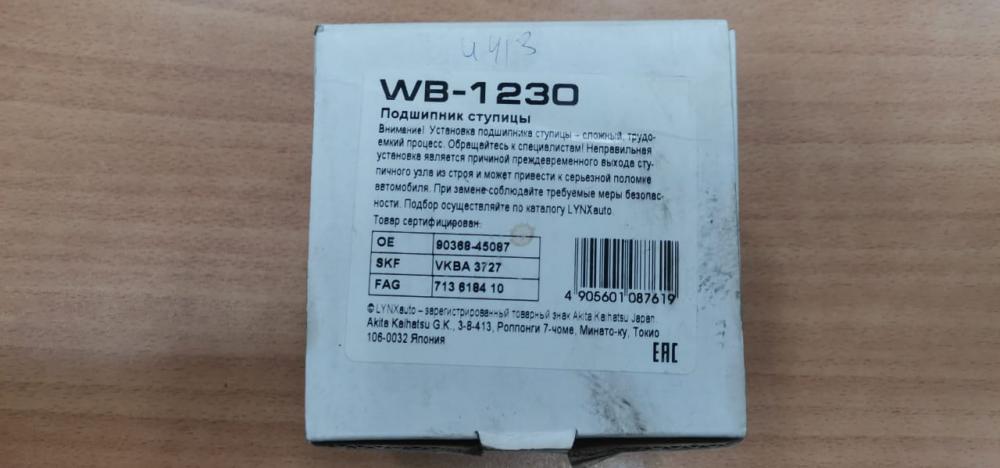 WB-1230
Подшипник ступицы
Внимание! Установка подшипника ступицы – сложный, трудо-
емкий процесс. Обращайтесь к специалистам! Неправильная
установка является причиной преждевременного выхода сту-
пичного узла из строя и может привести к серьезной поломке
автомобиля. При замене соблюдайте требуемые меры безопас-
ности. Подбор осуществляйте по каталогу LYNXauto
Товар сертифицирован.
OE 90368-45087
SKF VKBA 3727
FAG 713 6184 10
4 905601 087619
© LYNXauto – зарегистрированный товарный знак Akita Kaihatsu Japan
Akita Kaihatsu G.K., 3-8-413, Роппонги 7-чоме, Минато-ку, Токио
106-0032 Япония
EAC